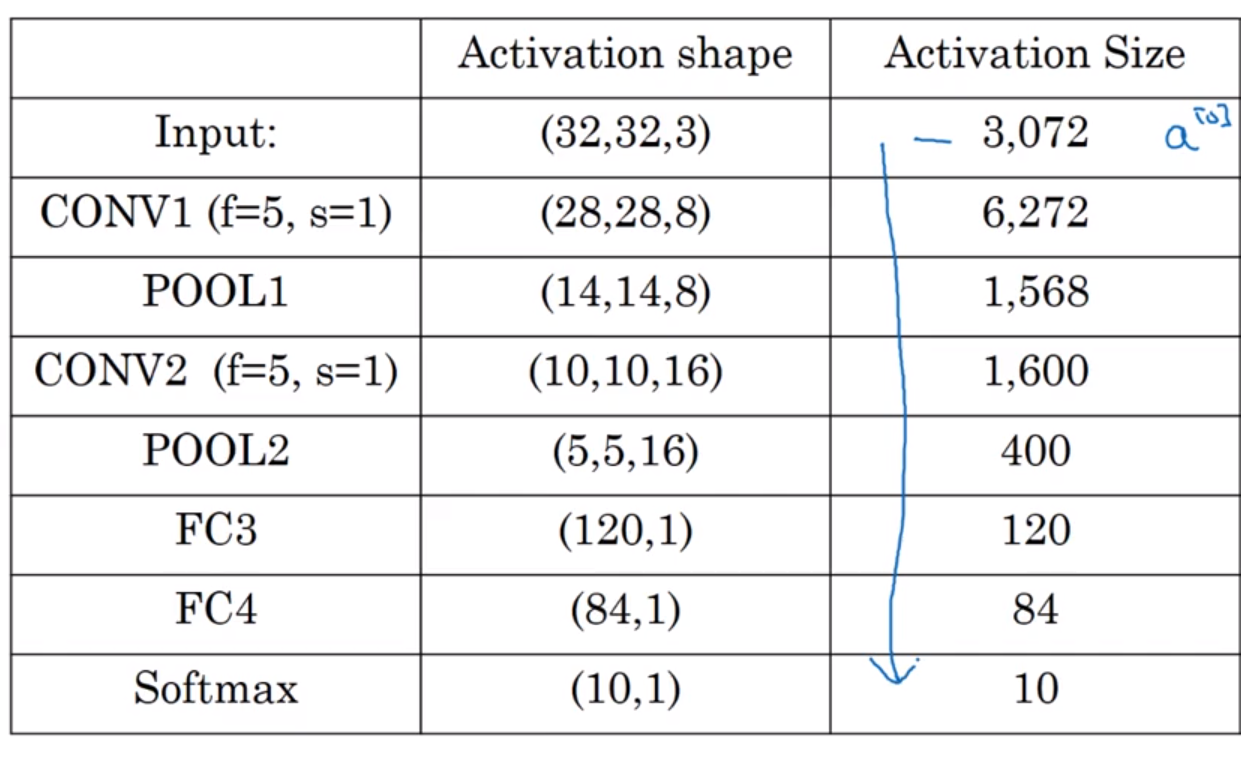 Activation shape Activation Size
Input: (32,32,3) — 3,072 a^[0]
CONV1 (f=5, s=1) (28,28,8) 6,272
POOL1 (14,14,8) 1,568
CONV2 (f=5, s=1) (10,10,16) 1,600
POOL2 (5,5,16) 400
FC3 (120,1) 120
FC4 (84,1) 84
Softmax (10,1) 10